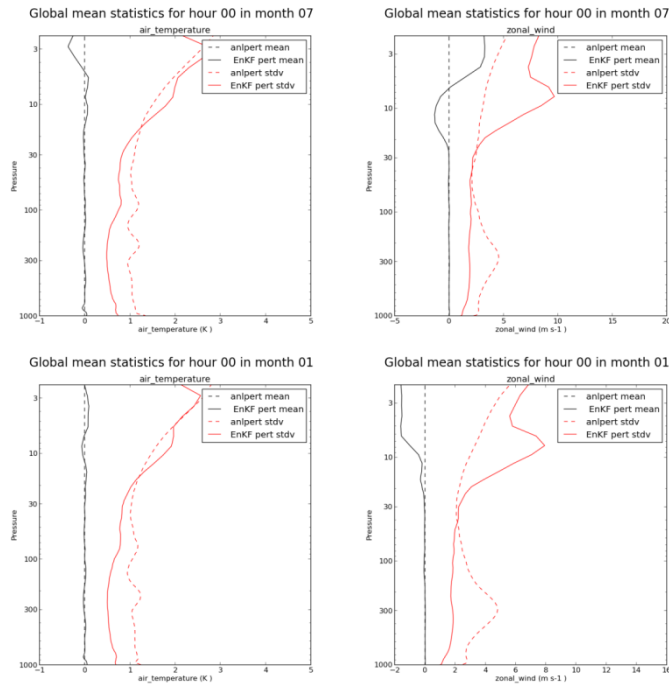 Global mean statistics for hour 00 in month 07
air_temperature
anlpert mean
EnKF pert mean
anlpert stdv
EnKF pert stdv
3
10
30
100
300
1000
Pressure
−1
0
1
2
3
4
5
air_temperature (K )
Global mean statistics for hour 00 in month 07
zonal_wind
anlpert mean
EnKF pert mean
anlpert stdv
EnKF pert stdv
3
10
30
100
300
1000
Pressure
−5
0
5
10
15
20
zonal_wind (m s-1 )
Global mean statistics for hour 00 in month 01
air_temperature
anlpert mean
EnKF pert mean
anlpert stdv
EnKF pert stdv
3
10
30
100
300
1000
Pressure
−1
0
1
2
3
4
5
air_temperature (K )
Global mean statistics for hour 00 in month 01
zonal_wind
anlpert mean
EnKF pert mean
anlpert stdv
EnKF pert stdv
3
10
30
100
300
1000
Pressure
−2
0
2
4
6
8
10
12
14
16
zonal_wind (m s-1 )